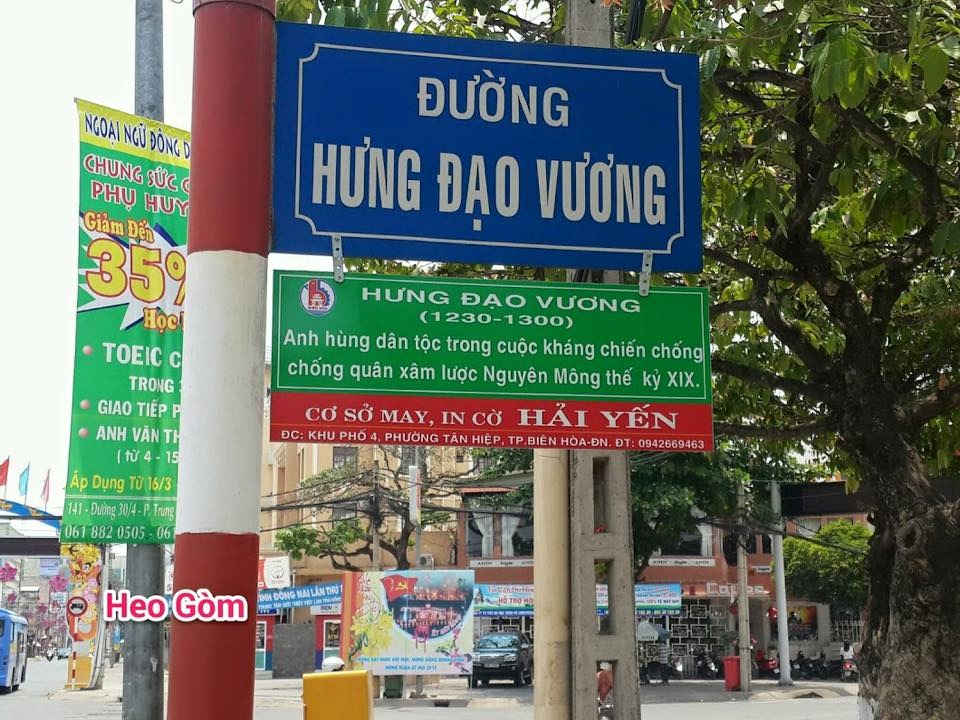 ĐƯỜNG
HƯNG ĐẠO VƯƠNG
HƯNG ĐẠO VƯƠNG
(1230-1300)
Anh hùng dân tộc trong cuộc kháng chiến chống
chống quân xâm lược Nguyên Mông thế kỷ XIX.
CƠ SỞ MAY, IN CỜ HẢI YẾN
ĐC: KHU PHỐ 4, PHƯỜNG TÂN HIỆP, TP.BIÊN HÒA-ĐN. ĐT: 0942669463
NGOẠI NGỮ ĐÔNG
CHUNG SỨC
PHỤ HUY
Giảm Đến
35%
Học
TOEIC
TRONG
GIAO TIẾP
ANH VĂN
( từ 4 - 15
Áp Dụng Từ 16/3
141 - Đường 30/4 - P. Trung
061 882 0505 - 061
Heo Gòm